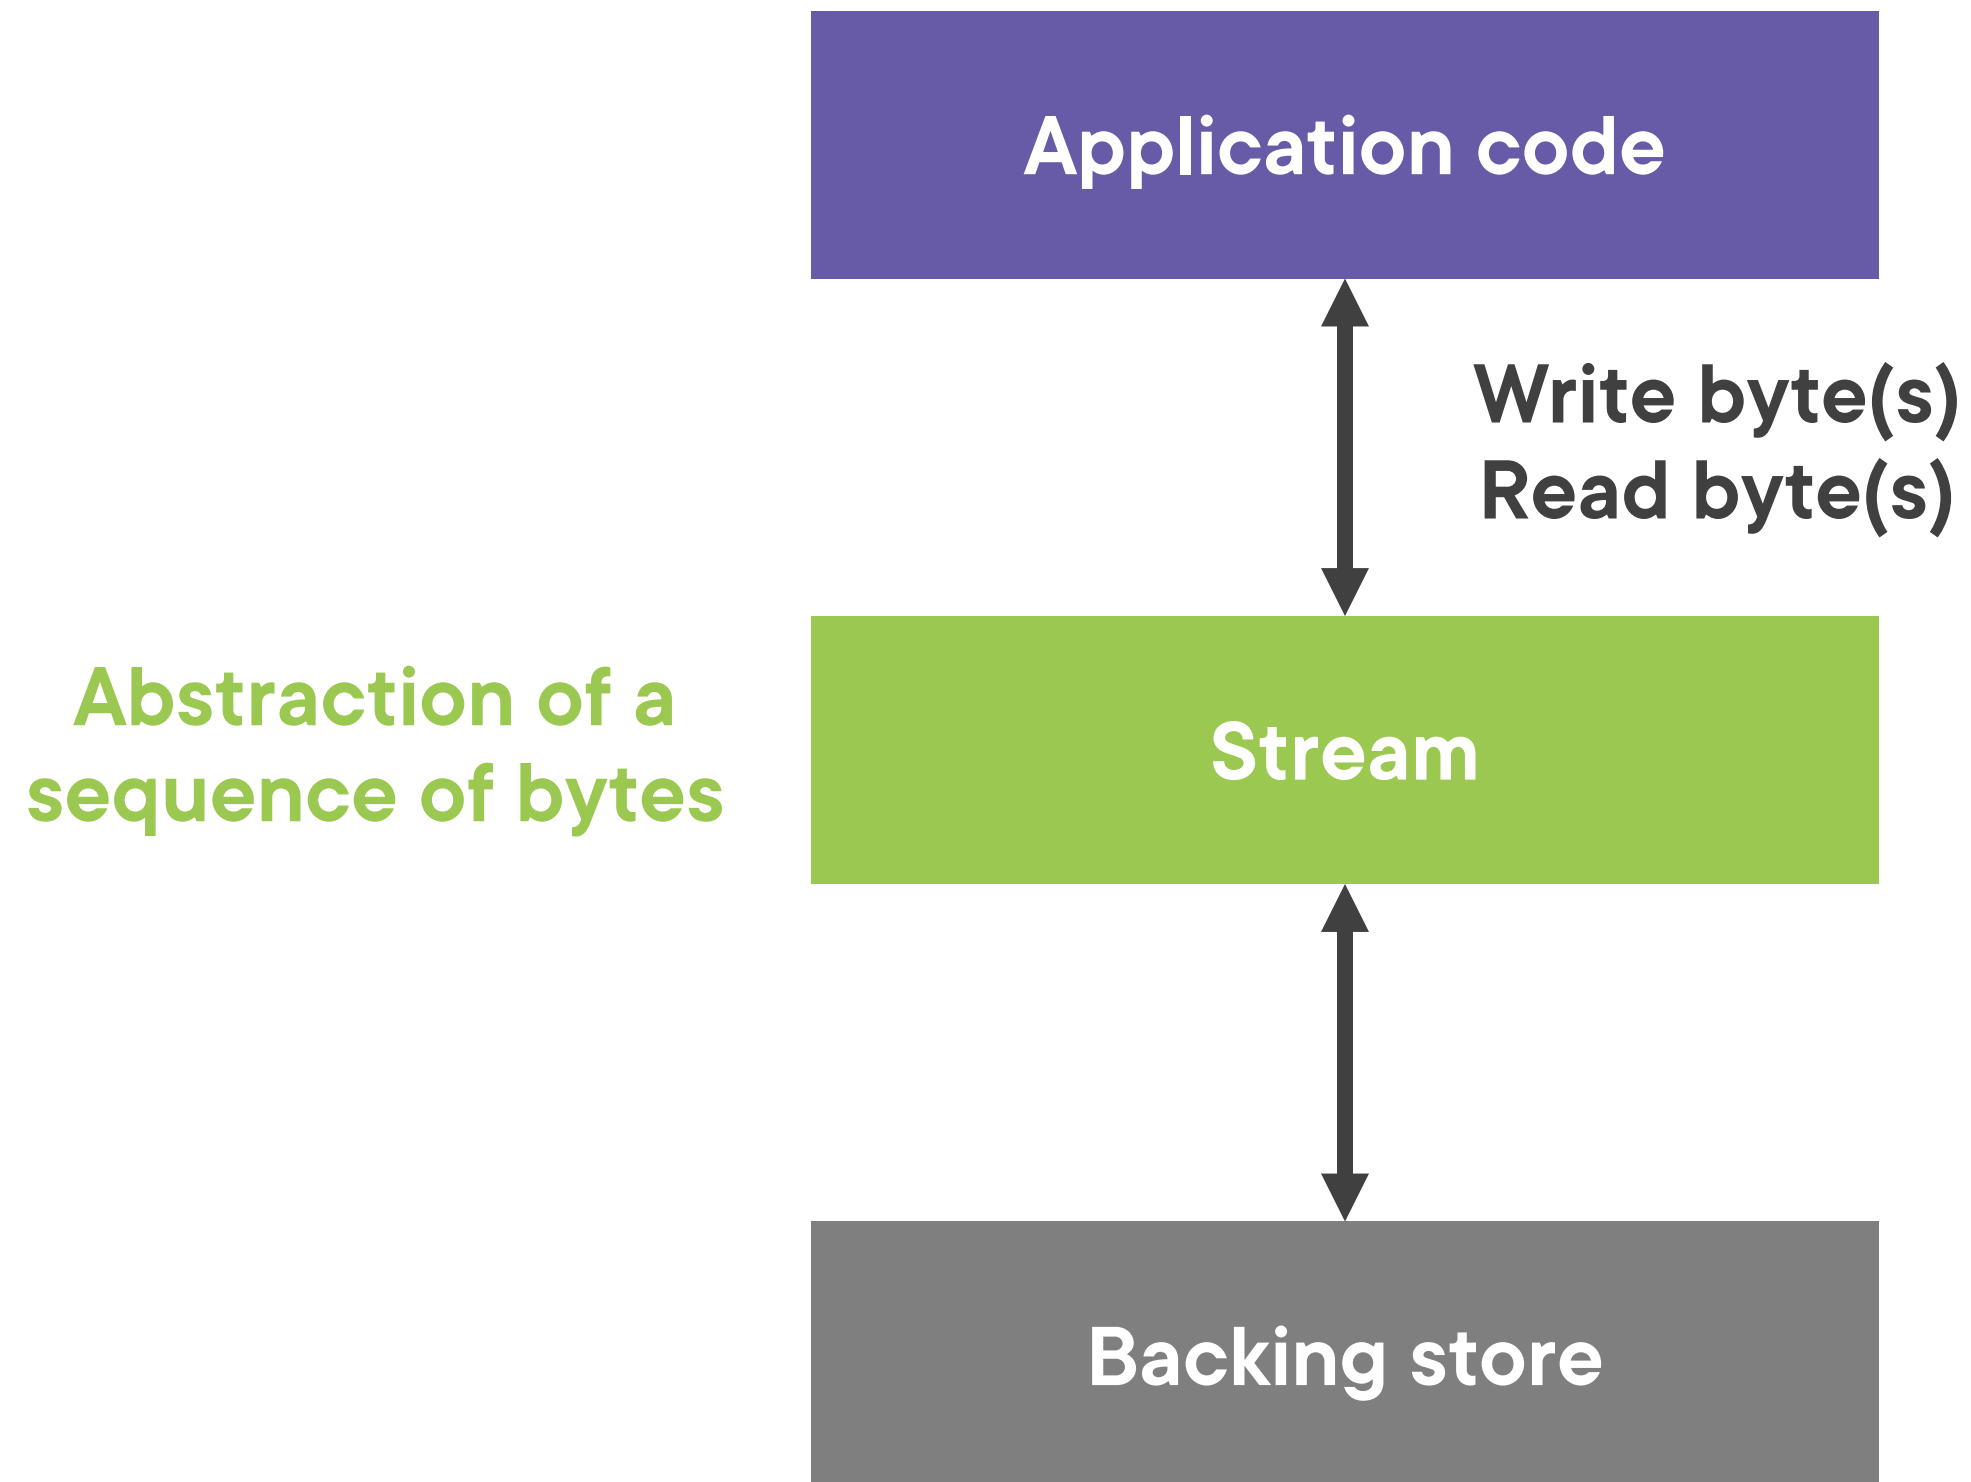 Application code
Write byte(s)
Read byte(s)
Abstraction of a
sequence of bytes
Stream
Backing store